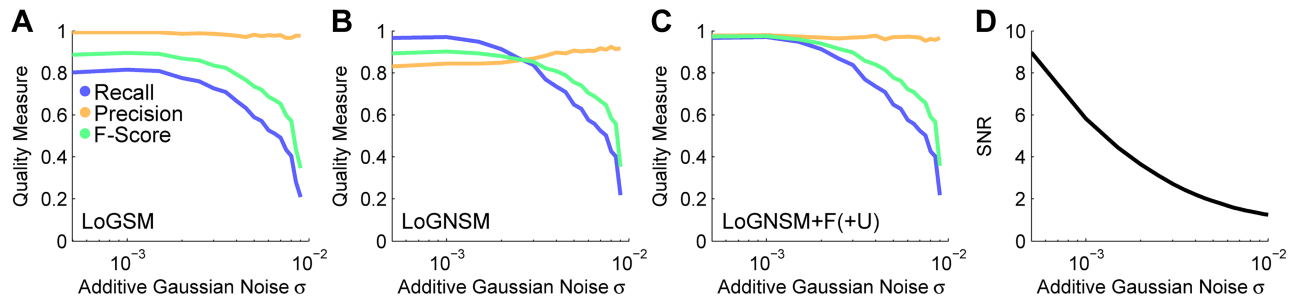 A
Quality Measure
1
0.8
0.6
0.4
0.2
0
Recall
Precision
F-Score
LoGSM
10⁻³
10⁻²
Additive Gaussian Noise σ
B
Quality Measure
1
0.8
0.6
0.4
0.2
0
LoGNSM
10⁻³
10⁻²
Additive Gaussian Noise σ
C
Quality Measure
1
0.8
0.6
0.4
0.2
0
LoGNSM+F(+U)
10⁻³
10⁻²
Additive Gaussian Noise σ
D
SNR
10
8
6
4
2
0
10⁻³
10⁻²
Additive Gaussian Noise σ